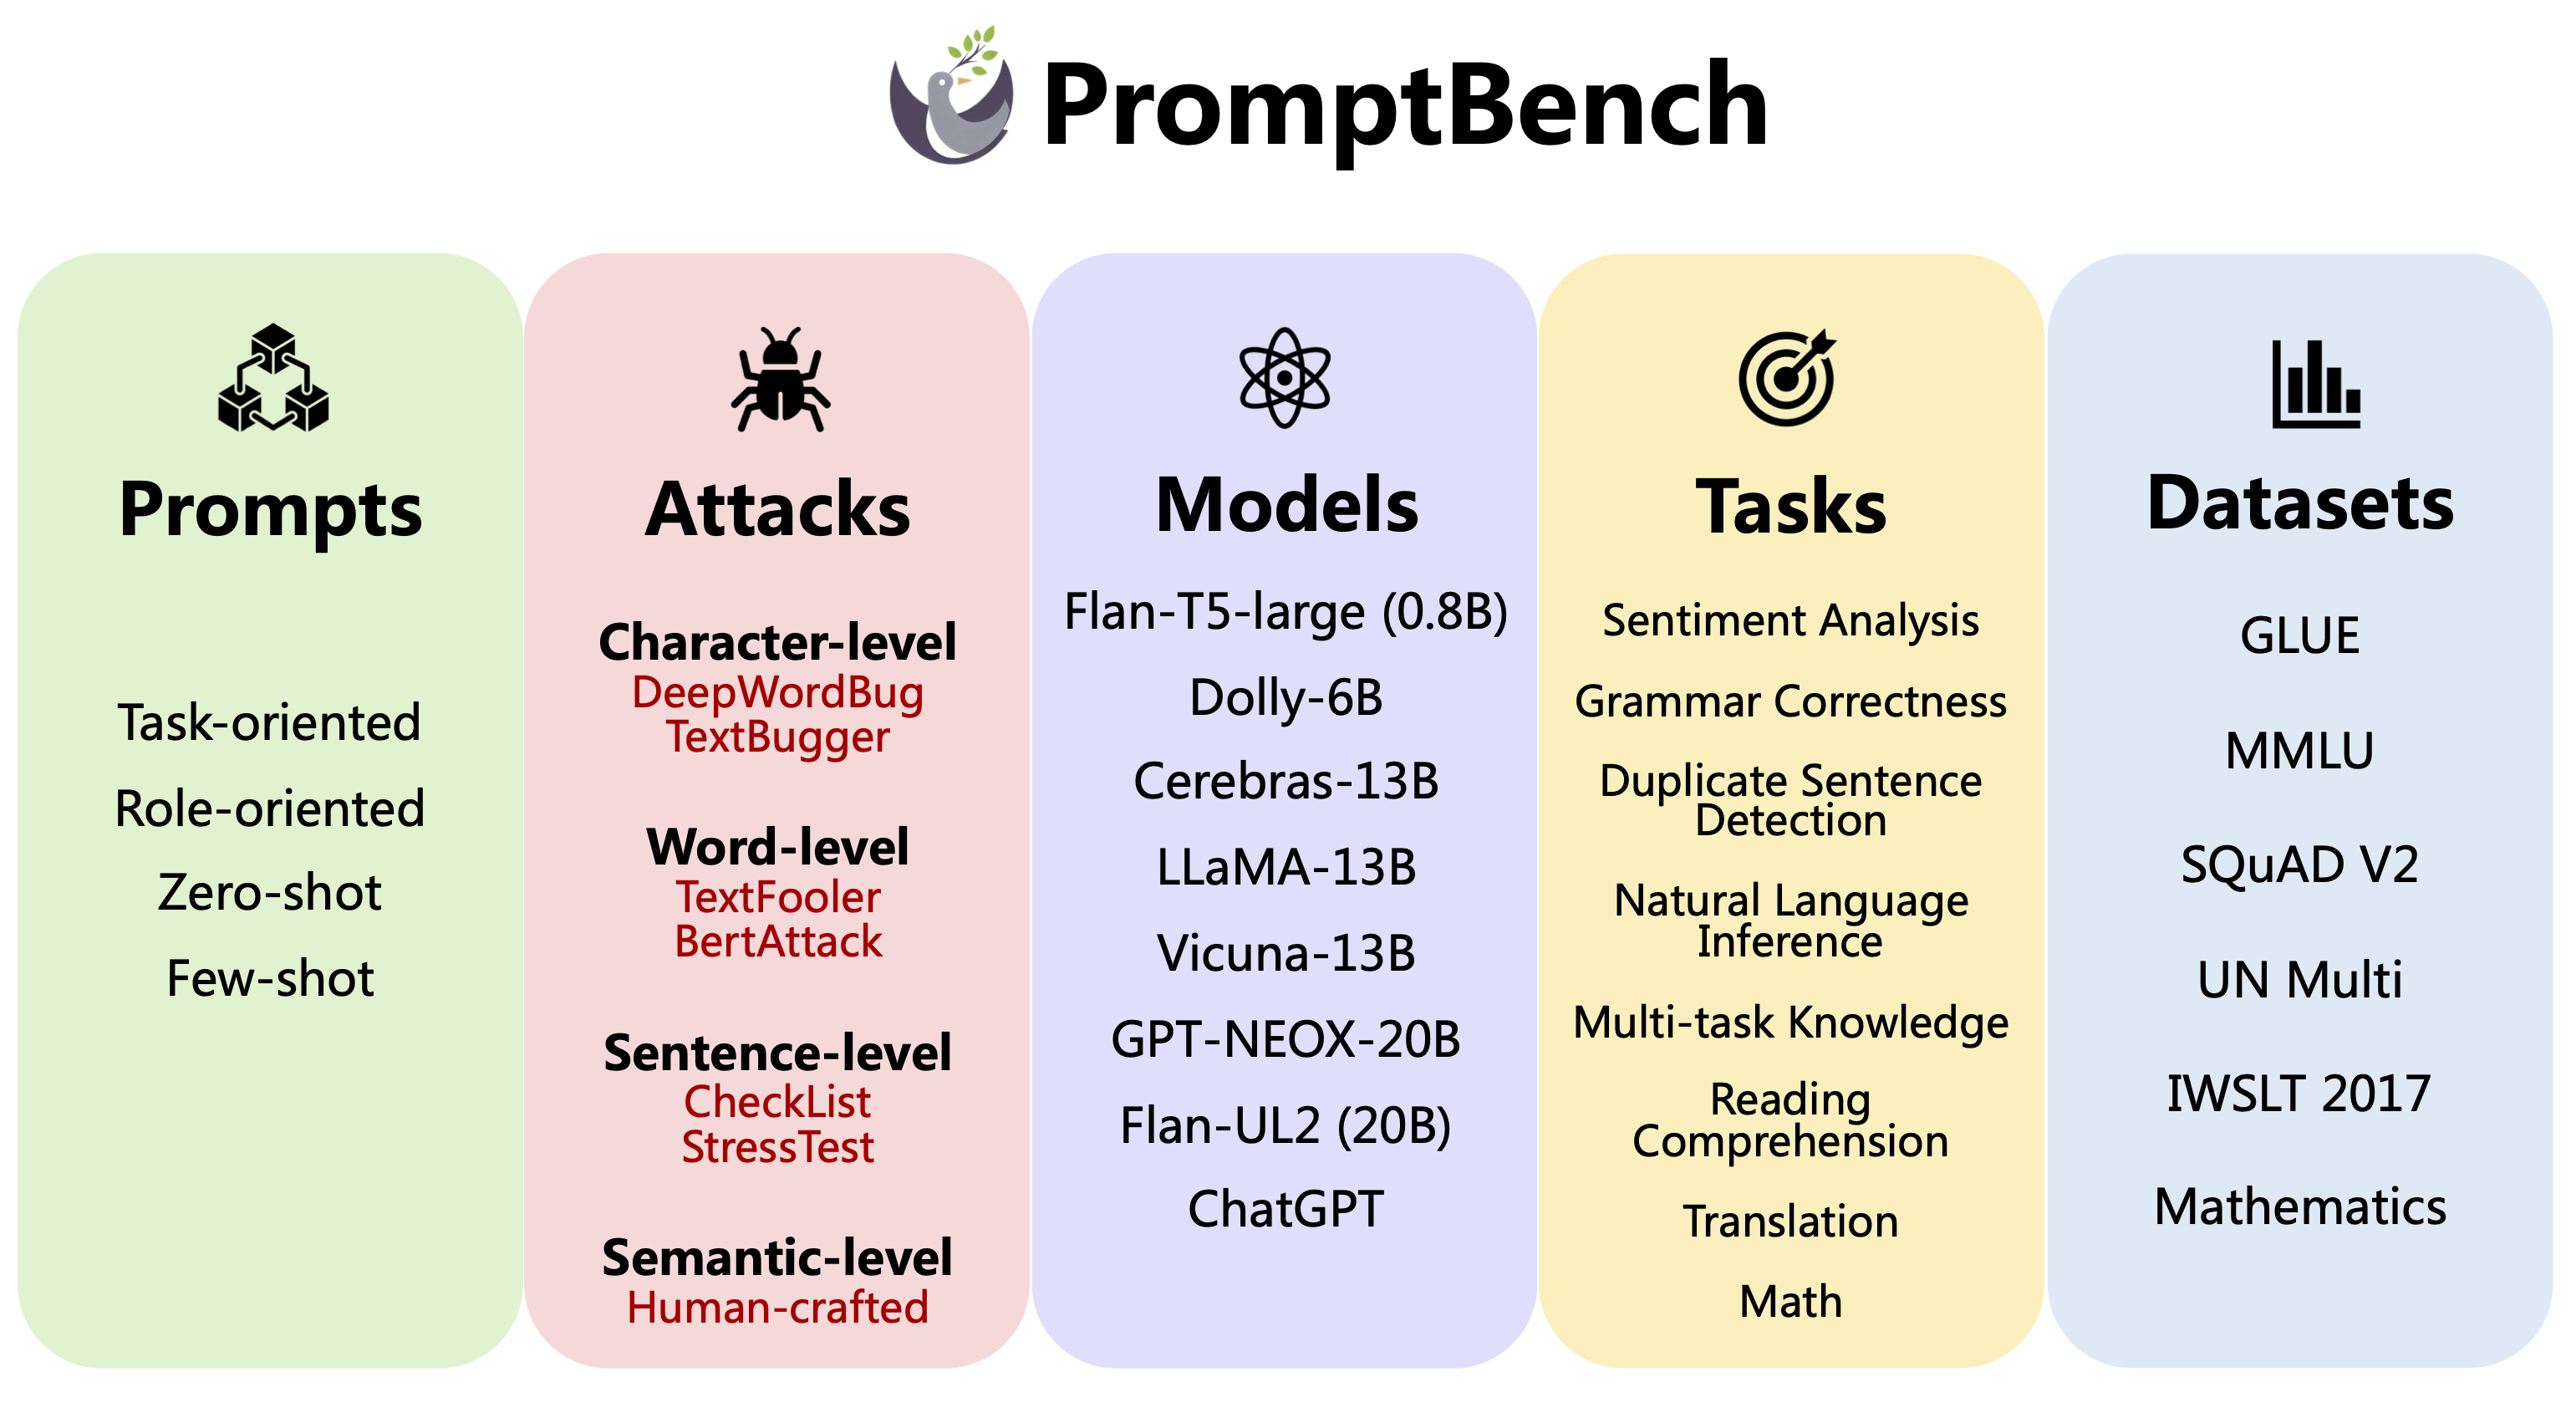 PromptBench
Prompts
Task-oriented
Role-oriented
Zero-shot
Few-shot
Attacks
Character-level
DeepWordBug
TextBugger
Word-level
TextFooler
BertAttack
Sentence-level
CheckList
StressTest
Semantic-level
Human-crafted
Models
Flan-T5-large (0.8B)
Dolly-6B
Cerebras-13B
LLaMA-13B
Vicuna-13B
GPT-NEOX-20B
Flan-UL2 (20B)
ChatGPT
Tasks
Sentiment Analysis
Grammar Correctness
Duplicate Sentence
Detection
Natural Language
Inference
Multi-task Knowledge
Reading
Comprehension
Translation
Math
Datasets
GLUE
MMLU
SQuAD V2
UN Multi
IWSLT 2017
Mathematics